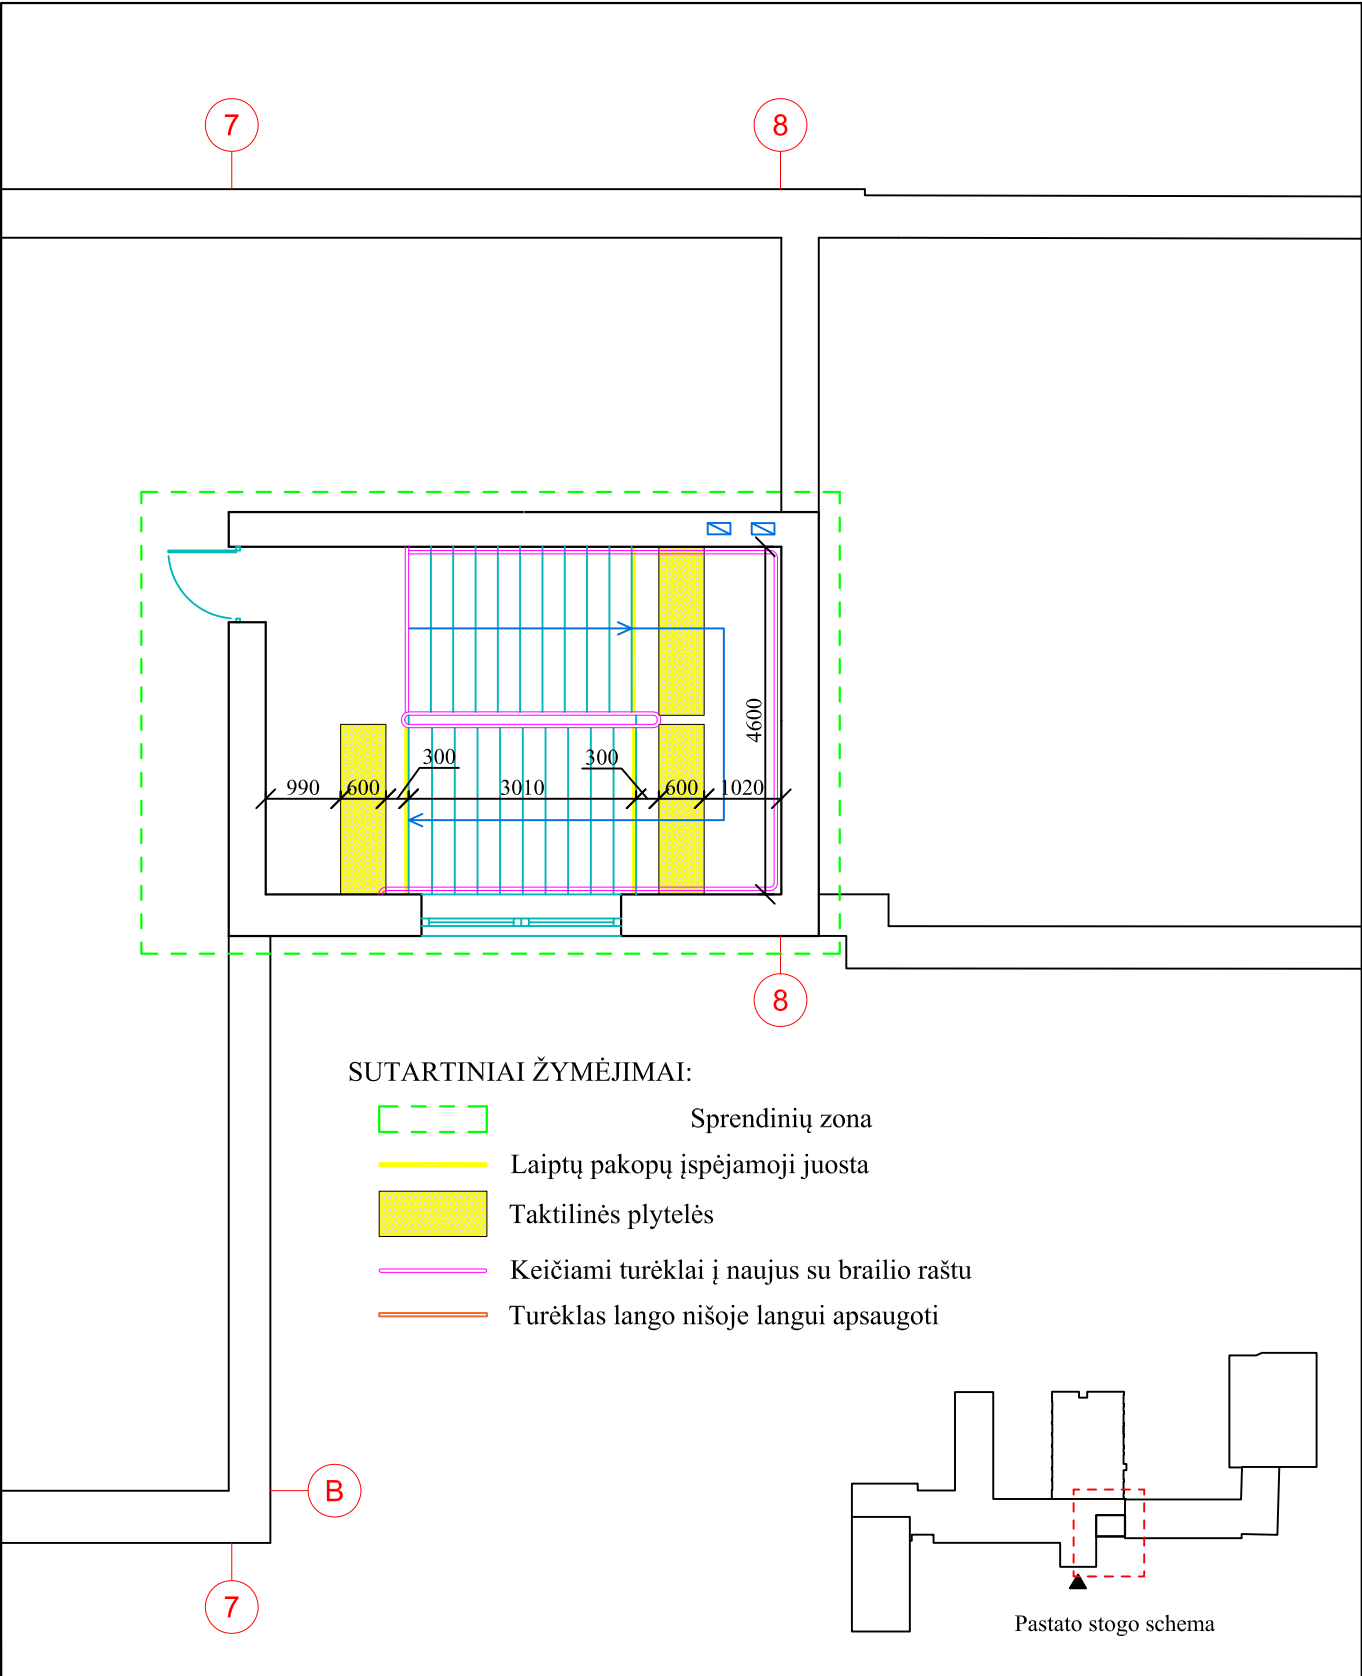 7
8
4600
300
300
990
600
3010
600
1020
8
SUTARTINIAI ŽYMĖJIMAI:
Sprendinių zona
Laiptų pakopų įspėjamoji juosta
Taktilinės plytelės
Keičiami turėklai į naujus su brailio raštu
Turėklas lango nišoje langui apsaugoti
B
7
Pastato stogo schema